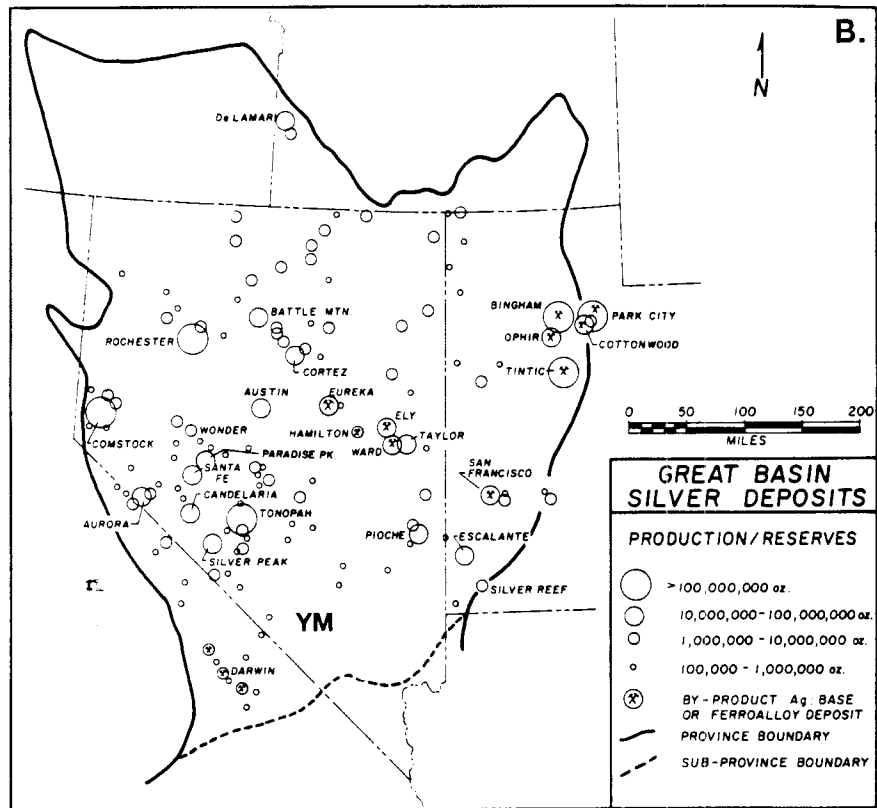 B.
N
De LAMAR
BATTLE MTN.
ROCHESTER
CORTEZ
BINGHAM
PARK CITY
OPHIR
COTTONWOOD
TINTIC
AUSTIN
EUREKA
ELY
COMSTOCK
WONDER
HAMILTON
TAYLOR
WARD
PARADISE PK.
SANTA
FE
CANDELARIA
SAN
FRANCISCO
AURORA
TONOPAH
PIOCHE
ESCALANTE
SILVER PEAK
SILVER REEF
YM
DARWIN
0 50 100 150 200
MILES
GREAT BASIN
SILVER DEPOSITS
PRODUCTION/RESERVES
>100,000,000 oz.
10,000,000-100,000,000 oz.
1,000,000-10,000,000 oz.
100,000-1,000,000 oz.
BY-PRODUCT Ag: BASE
OR FERROALLOY DEPOSIT
PROVINCE BOUNDARY
SUB-PROVINCE BOUNDARY